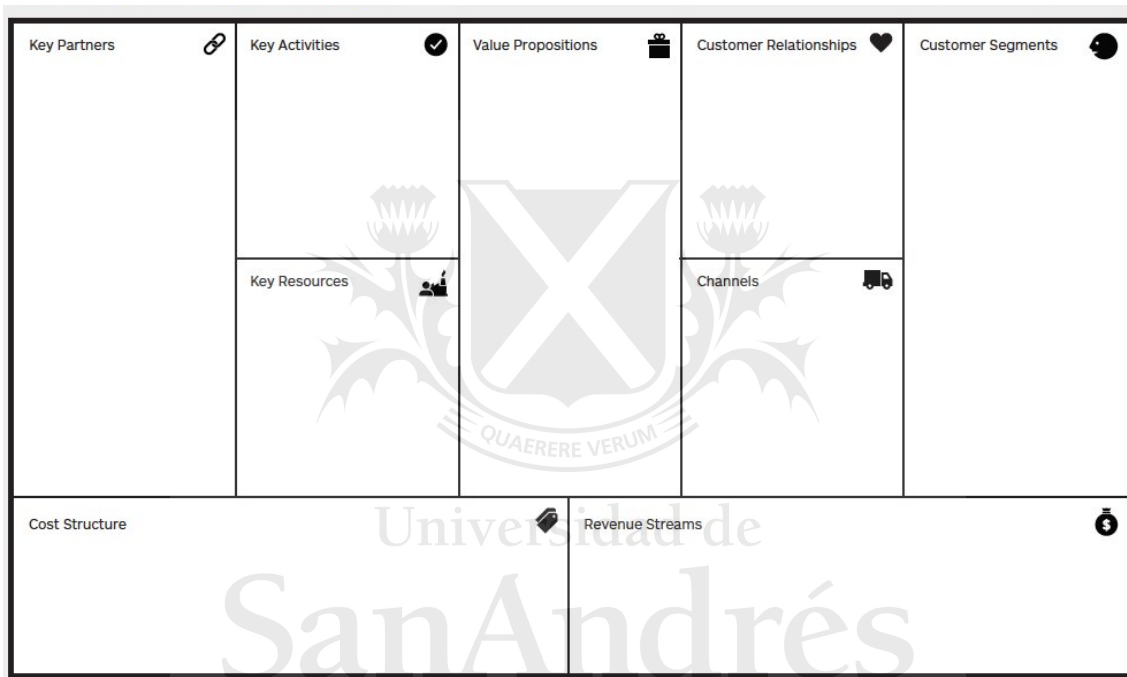 Key Partners
Key Activities
Value Propositions
Customer Relationships
Customer Segments
Key Resources
Channels
QUAERERE VERUM
Cost Structure
Revenue Streams
Universidad de
SanAndrés